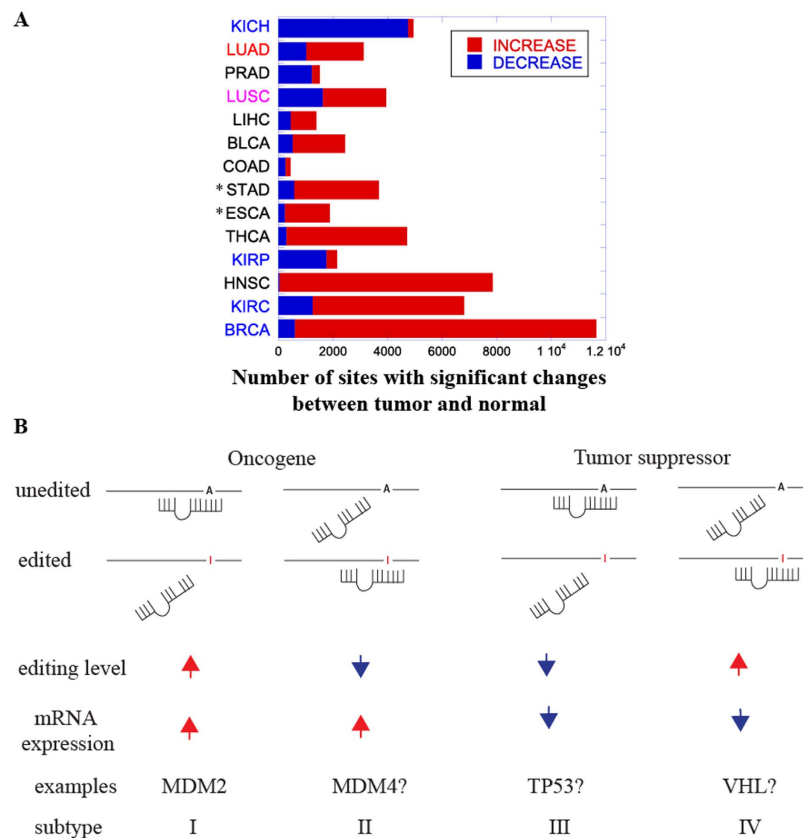 A
KICH
LUAD
PRAD
LUSC
LIHC
BLCA
COAD
*STAD
*ESCA
THCA
KIRP
HNSC
KIRC
BRCA
INCREASE
DECREASE
0 2000 4000 6000 8000 1 10⁴ 1.2 10⁴
Number of sites with significant changes
between tumor and normal
B
Oncogene Tumor suppressor
unedited A A A A
edited I I I I
editing level
mRNA
expression
examples MDM2 MDM4? TP53? VHL?
subtype I II III IV